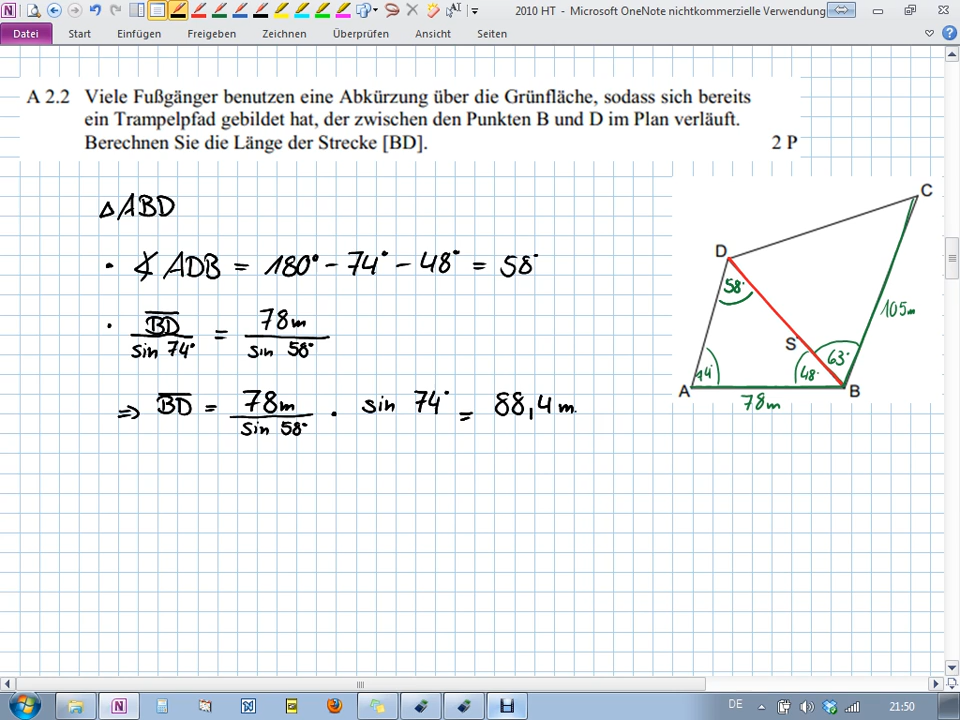 2010 HT - Microsoft OneNote nichtkommerzielle Verwendung
Datei Start Einfügen Freigeben Zeichnen Überprüfen Ansicht Seiten
A 2.2 Viele Fußgänger benutzen eine Abkürzung über die Grünfläche, sodass sich bereits
ein Trampelpfad gebildet hat, der zwischen den Punkten B und D im Plan verläuft.
Berechnen Sie die Länge der Strecke [BD]. 2 P
△ABD
• ∢ ADB = 180° - 74° - 48° = 58°
• BD / sin 74° = 78m / sin 58°
⇒ BD = 78m / sin 58° · sin 74° = 88,4 m
C
D
58°
105m
S
63°
48°
74°
A
B
78m
DE 21:50